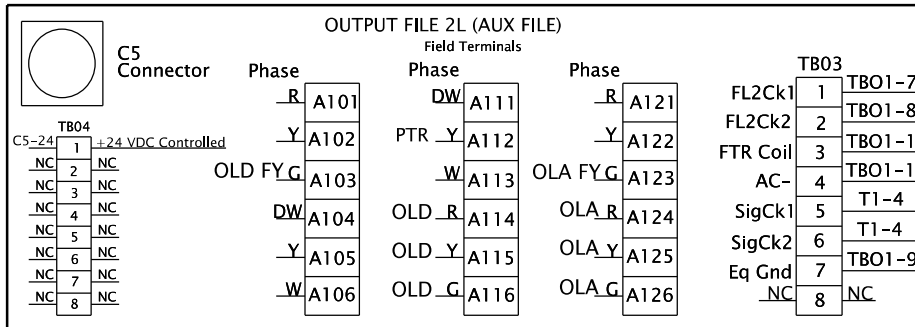 OUTPUT FILE 2L (AUX FILE)
Field Terminals
C5
Connector
TB04
C5-24 1 +24 VDC Controlled
NC 2 NC
NC 3 NC
NC 4 NC
NC 5 NC
NC 6 NC
NC 7 NC
NC 8 NC
Phase
R A101
Y A102
OLD FY G A103
DW A104
Y A105
W A106
Phase
DW A111
PTR Y A112
W A113
OLD R A114
OLD Y A115
OLD G A116
Phase
R A121
Y A122
OLA FY G A123
OLA R A124
OLA Y A125
OLA G A126
TB03
FL2Ck1 1 TBO1-7
FL2Ck2 2 TBO1-8
FTR Coil 3 TBO1-1
AC- 4 TBO1-1
SigCk1 5 T1-4
SigCk2 6 T1-4
Eq Gnd 7 TBO1-9
NC 8 NC